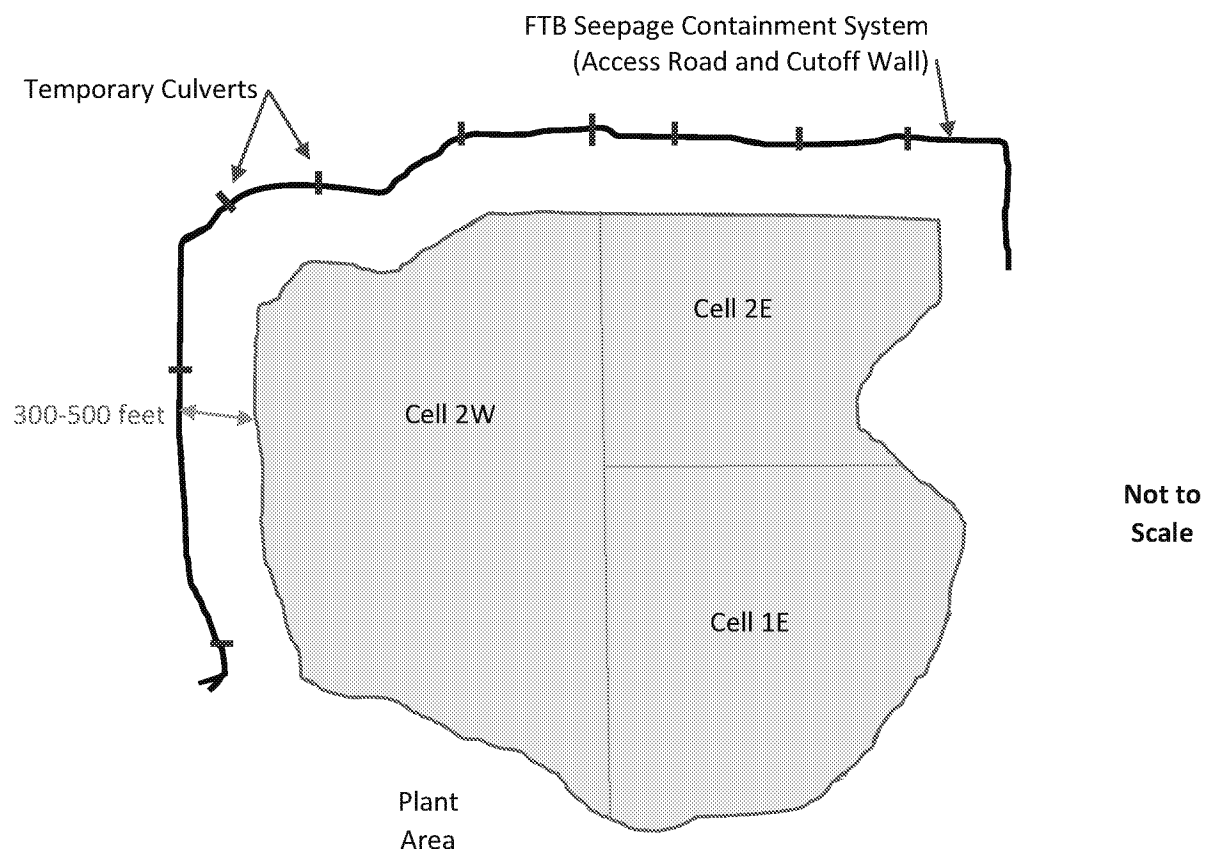 FTB Seepage Containment System
(Access Road and Cutoff Wall)
Temporary Culverts
Cell 2E
300-500 feet
Cell 2W
Not to
Scale
Cell 1E
Plant
Area